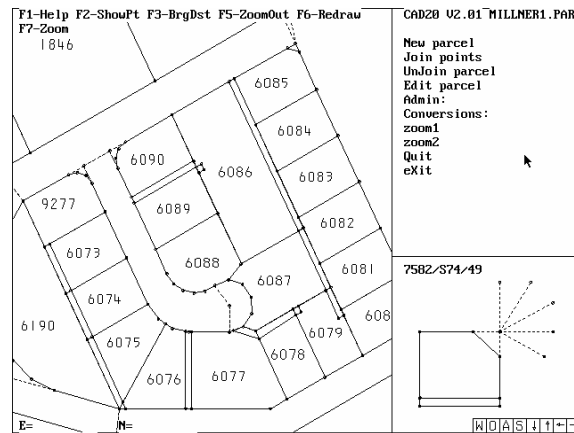 F1-Help F2-ShowPt F3-BrgDst F5-ZoomOut F6-Redraw
F7-Zoom
CAD20 V2.01 MILLNER1.PAR
New parcel
Join points
UnJoin parcel
Edit parcel
Admin:
Conversions:
zoom1
zoom2
Quit
eXit
1846
6085
6084
6090
6086
6083
9277
6089
6082
6073
6088
6081
6087
6074
608
6190
6075
6079
6078
6076
6077
E=
N=
7582/S74/49
W O A S ↓ ↑ ← -